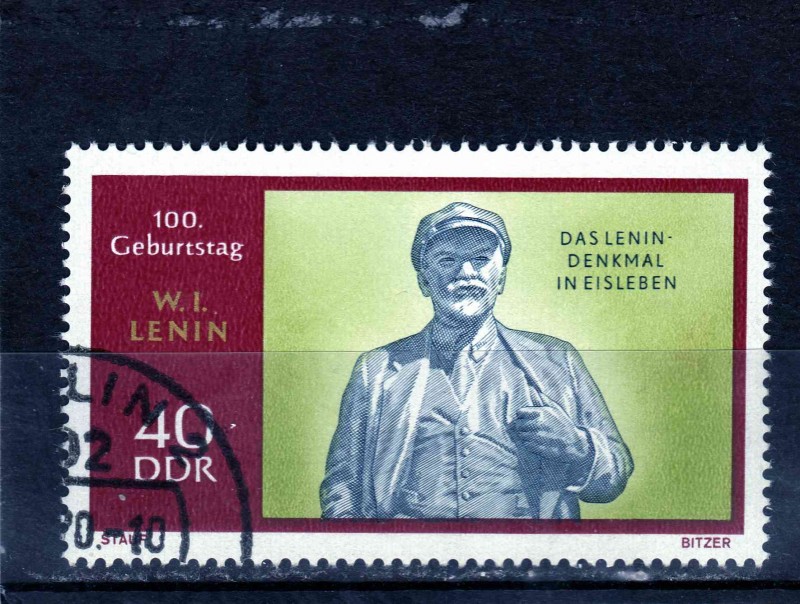 100.
Geburtstag
W.I.
LENIN
40
DDR
DAS LENIN-
DENKMAL
IN EISLEBEN
BITZER